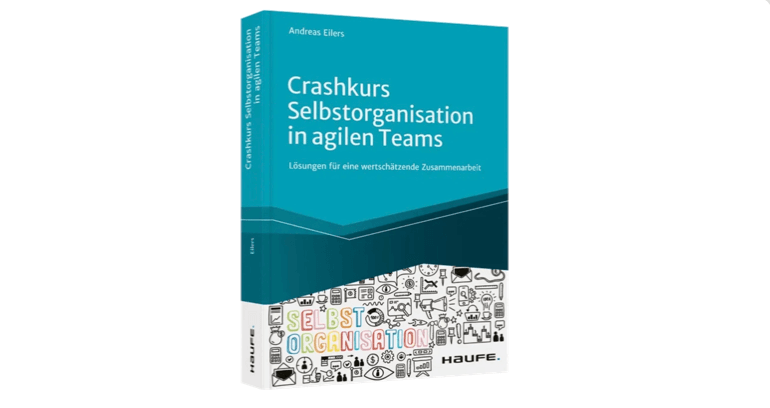 Andreas Eilers
Crashkurs
Selbstorganisation
in agilen Teams
Lösungen für eine wertschätzende Zusammenarbeit
SELBST
ORGANISATION
HAUFE.
Crashkurs Selbstorganisation
in agilen Teams
Eilers
HAUFE.